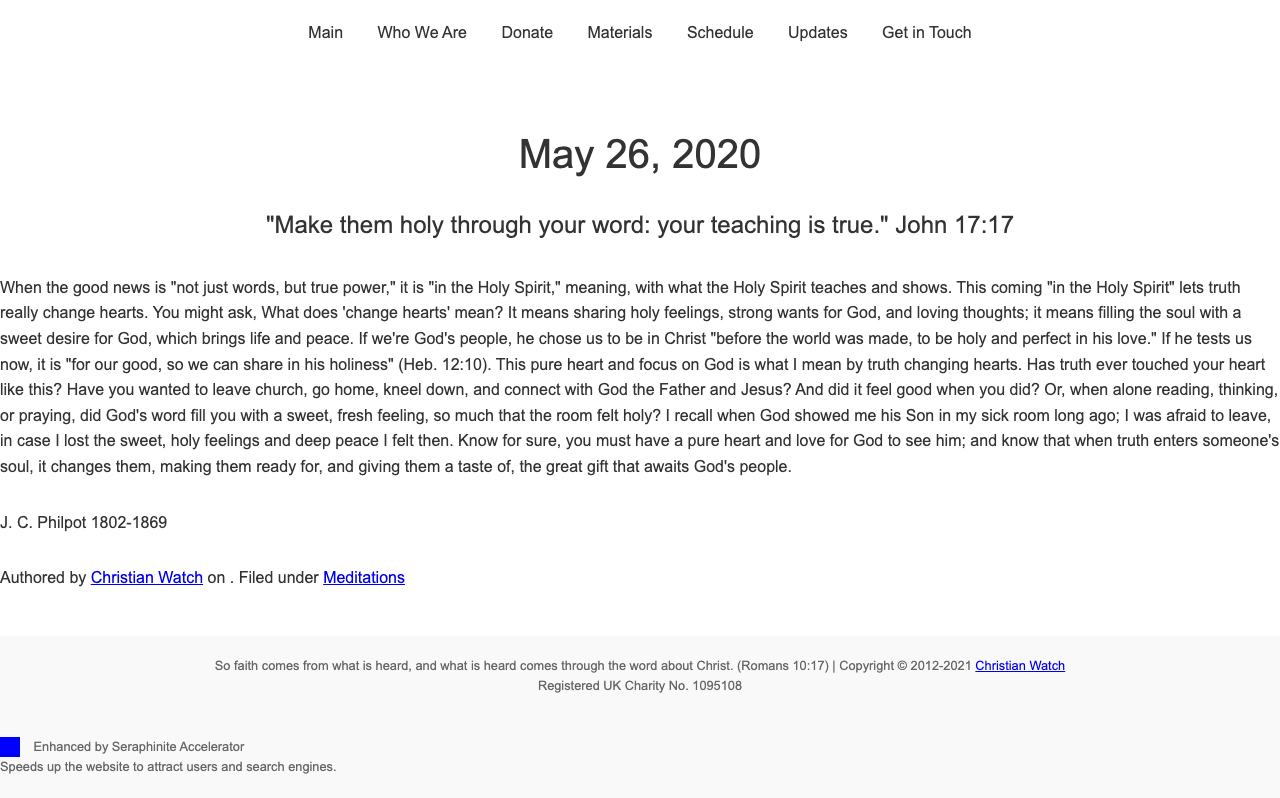 Main Who We Are Donate Materials Schedule Updates Get in Touch
May 26, 2020
"Make them holy through your word: your teaching is true." John 17:17
When the good news is "not just words, but true power," it is "in the Holy Spirit," meaning, with what the Holy Spirit teaches and shows. This coming "in the Holy Spirit" lets truth
really change hearts. You might ask, What does 'change hearts' mean? It means sharing holy feelings, strong wants for God, and loving thoughts; it means filling the soul with a
sweet desire for God, which brings life and peace. If we're God's people, he chose us to be in Christ "before the world was made, to be holy and perfect in his love." If he tests us
now, it is "for our good, so we can share in his holiness" (Heb. 12:10). This pure heart and focus on God is what I mean by truth changing hearts. Has truth ever touched your heart
like this? Have you wanted to leave church, go home, kneel down, and connect with God the Father and Jesus? And did it feel good when you did? Or, when alone reading, thinking,
or praying, did God's word fill you with a sweet, fresh feeling, so much that the room felt holy? I recall when God showed me his Son in my sick room long ago; I was afraid to leave,
in case I lost the sweet, holy feelings and deep peace I felt then. Know for sure, you must have a pure heart and love for God to see him; and know that when truth enters someone's
soul, it changes them, making them ready for, and giving them a taste of, the great gift that awaits God's people.
J. C. Philpot 1802-1869
Authored by Christian Watch on . Filed under Meditations
So faith comes from what is heard, and what is heard comes through the word about Christ. (Romans 10:17) | Copyright © 2012-2021 Christian Watch
Registered UK Charity No. 1095108
Enhanced by Seraphinite Accelerator
Speeds up the website to attract users and search engines.